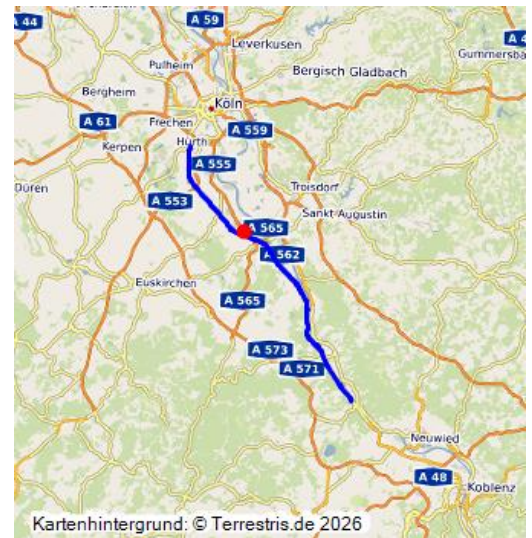 A 59
A 44
Leverkusen
Gummersba
Pulheim
Bergisch Gladbach
A 4
Bergheim
Köln
A 61
Frechen
A 559
Kerpen
Hürth
A 555
Düren
Troisdorf
A 553
Sankt Augustin
A 565
A 562
Euskirchen
A 565
A 573
A 571
Neuwied
A 48
Koblenz
Kartenhintergrund: © Terrestris.de 2026